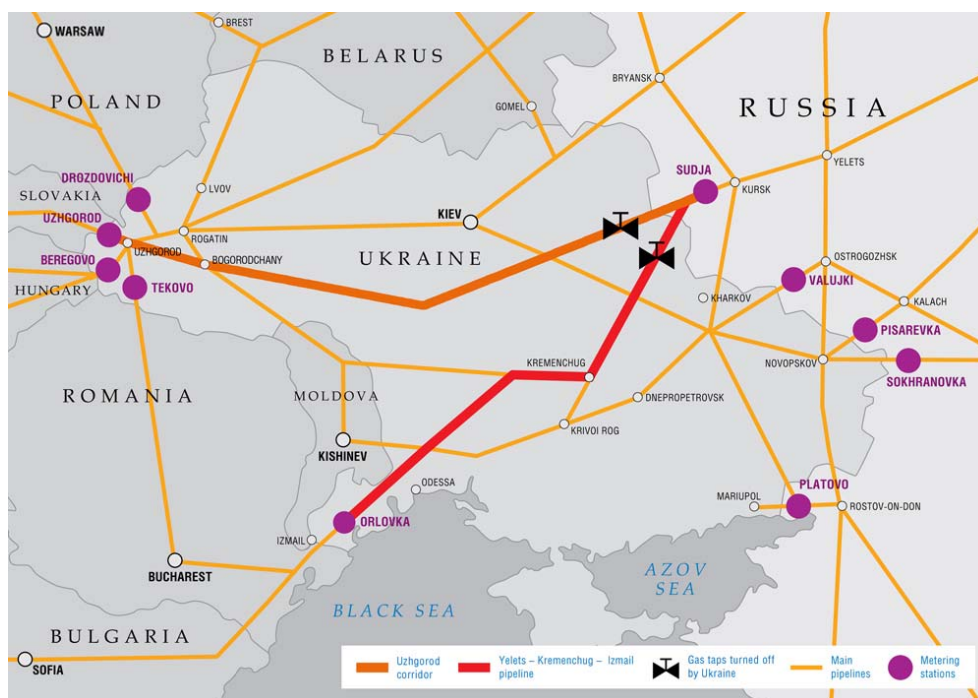 BREST
WARSAW
BELARUS
BRYANSK
POLAND
GOMEL
RUSSIA
YELETS
DROZDOVICHI
SUDJA
KURSK
SLOVAKIA
LVOV
UZHGOROD
KIEV
ROGATIN
UZHGOROD
UKRAINE
BEREGOVO
BOGORODCHANY
OSTROGOZHSK
HUNGARY
TEKOVO
VALUJKI
KHARKOV
KALACH
PISAREVKA
KREMENCHUG
NOVOPSKOV
SOKHRANOVKA
ROMANIA
MOLDOVA
DNEPROPETROVSK
KRIVOI ROG
KISHINEV
PLATOVO
ODESSA
MARIUPOL
ROSTOV-ON-DON
ORLOVKA
IZMAIL
BUCHAREST
AZOV
SEA
BLACK SEA
BULGARIA
SOFIA
Uzhgorod
corridor
Yelets – Kremenchug – Izmail
pipeline
Gas taps turned off
by Ukraine
Main
pipelines
Metering
stations